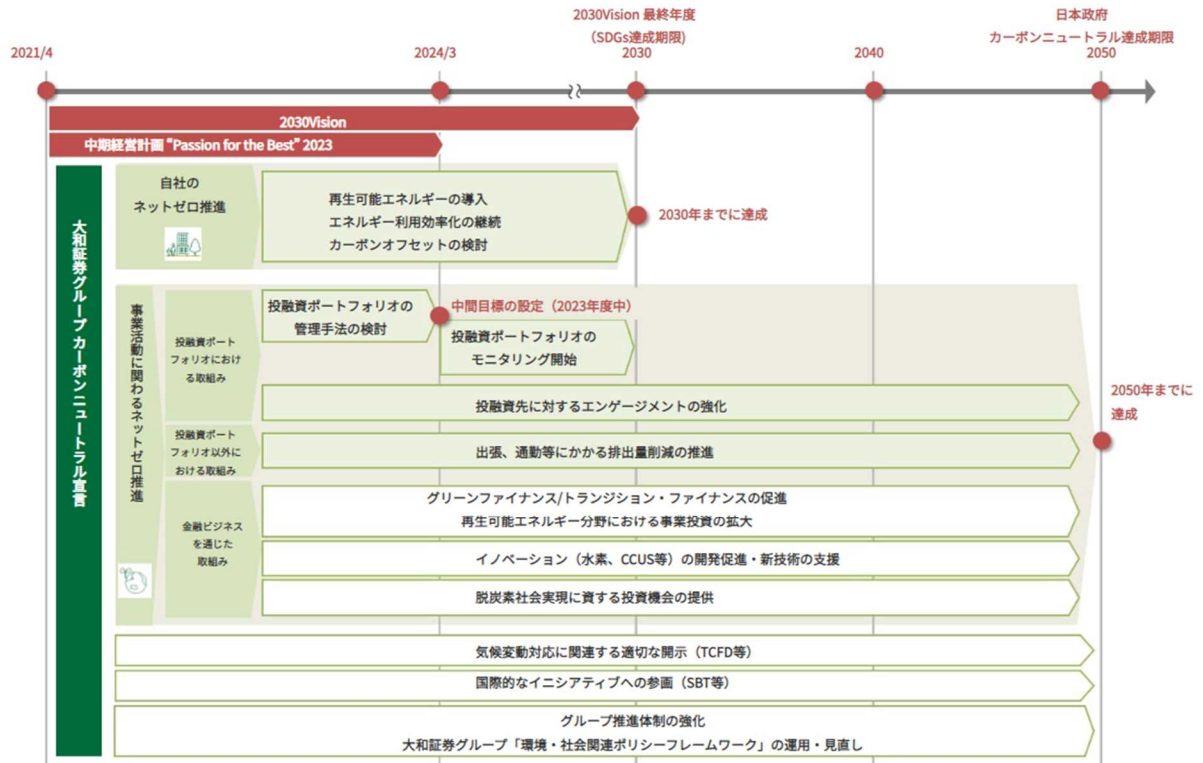 2030Vision 最終年度
(SDGs達成期限)
日本政府
カーボンニュートラル達成期限
2021/4
2024/3
2030
2040
2050
2030Vision
中期経営計画 “Passion for the Best” 2023
大和証券グループ カーボンニュートラル宣言
自社の
ネットゼロ推進
再生可能エネルギーの導入
エネルギー利用効率化の継続
カーボンオフセットの検討
2030年までに達成
事業活動に関わるネットゼロ推進
投融資ポート
フォリオにおけ
る取組み
投融資ポートフォリオの
管理手法の検討
中間目標の設定（2023年度中）
投融資ポートフォリオの
モニタリング開始
投融資先に対するエンゲージメントの強化
2050年までに
達成
投融資ポート
フォリオ以外に
おける取組み
出張、通勤等にかかる排出量削減の推進
金融ビジネス
を通じた
取組み
グリーンファイナンス/トランジション・ファイナンスの促進
再生可能エネルギー分野における事業投資の拡大
イノベーション（水素、CCUS等）の開発促進・新技術の支援
脱炭素社会実現に資する投資機会の提供
気候変動対応に関連する適切な開示（TCFD等）
国際的なイニシアティブへの参画（SBT等）
グループ推進体制の強化
大和証券グループ「環境・社会関連ポリシーフレームワーク」の運用・見直し